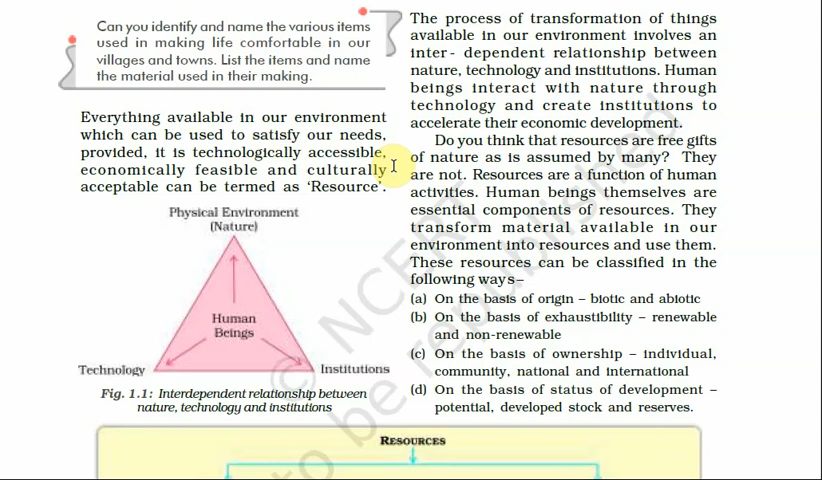 Can you identify and name the various items
used in making life comfortable in our
villages and towns. List the items and name
the material used in their making.
Everything available in our environment
which can be used to satisfy our needs,
provided, it is technologically accessible,
economically feasible and culturally
acceptable can be termed as ‘Resource’.
Physical Environment
(Nature)
Human
Beings
Technology
Institutions
Fig. 1.1: Interdependent relationship between
nature, technology and institutions
The process of transformation of things
available in our environment involves an
inter - dependent relationship between
nature, technology and institutions. Human
beings interact with nature through
technology and create institutions to
accelerate their economic development.
Do you think that resources are free gifts
of nature as is assumed by many? They
are not. Resources are a function of human
activities. Human beings themselves are
essential components of resources. They
transform material available in our
environment into resources and use them.
These resources can be classified in the
following ways–
(a) On the basis of origin – biotic and abiotic
(b) On the basis of exhaustibility – renewable
and non-renewable
(c) On the basis of ownership – individual,
community, national and international
(d) On the basis of status of development –
potential, developed stock and reserves.
RESOURCES
© NCERT
to be republished